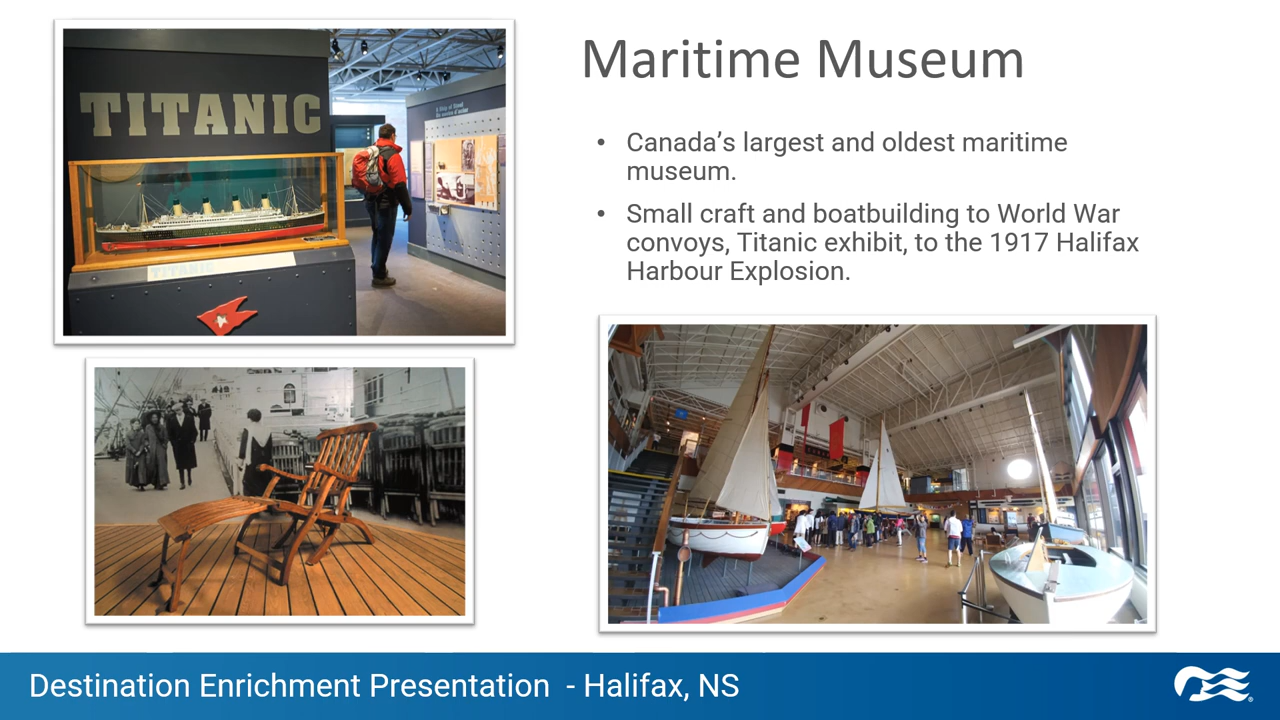 TITANIC
TITANIC
Maritime Museum
• Canada’s largest and oldest maritime
museum.
• Small craft and boatbuilding to World War
convoys, Titanic exhibit, to the 1917 Halifax
Harbour Explosion.
Destination Enrichment Presentation - Halifax, NS